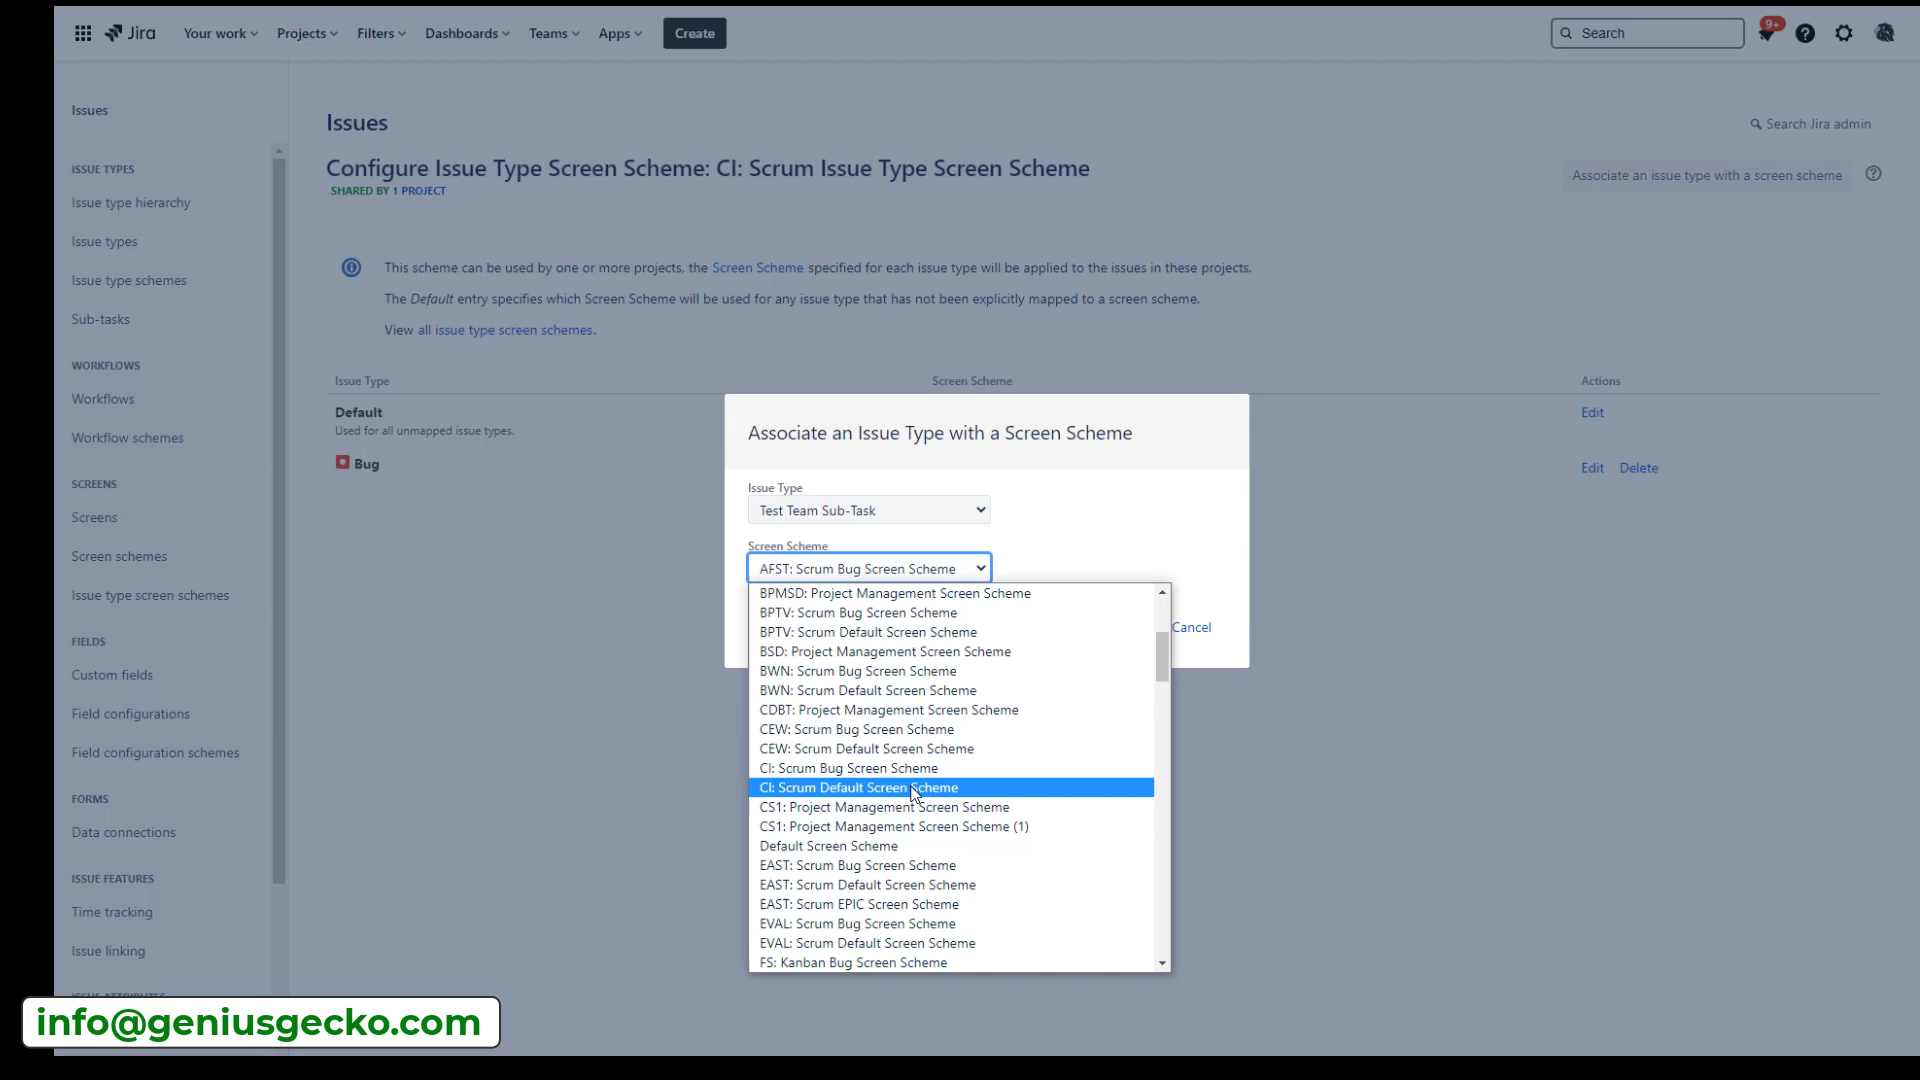 Jira
Your work
Projects
Filters
Dashboards
Teams
Apps
Create
Search
9+
Issues
ISSUE TYPES
Issue type hierarchy
Issue types
Issue type schemes
Sub-tasks
WORKFLOWS
Workflows
Workflow schemes
SCREENS
Screens
Screen schemes
Issue type screen schemes
FIELDS
Custom fields
Field configurations
Field configuration schemes
FORMS
Data connections
ISSUE FEATURES
Time tracking
Issue linking
ISSUE ATTRIBUTES
Issues
Search Jira admin
Configure Issue Type Screen Scheme: CI: Scrum Issue Type Screen Scheme
SHARED BY 1 PROJECT
Associate an issue type with a screen scheme
This scheme can be used by one or more projects, the Screen Scheme specified for each issue type will be applied to the issues in these projects.
The Default entry specifies which Screen Scheme will be used for any issue type that has not been explicitly mapped to a screen scheme.
View all issue type screen schemes.
Issue Type
Screen Scheme
Actions
Default
Used for all unmapped issue types.
Edit
Bug
Edit
Delete
Associate an Issue Type with a Screen Scheme
Issue Type
Test Team Sub-Task
Screen Scheme
AFST: Scrum Bug Screen Scheme
Cancel
BPMSD: Project Management Screen Scheme
BPTV: Scrum Bug Screen Scheme
BPTV: Scrum Default Screen Scheme
BSD: Project Management Screen Scheme
BWN: Scrum Bug Screen Scheme
BWN: Scrum Default Screen Scheme
CDBT: Project Management Screen Scheme
CEW: Scrum Bug Screen Scheme
CEW: Scrum Default Screen Scheme
CI: Scrum Bug Screen Scheme
CI: Scrum Default Screen Scheme
CS1: Project Management Screen Scheme
CS1: Project Management Screen Scheme (1)
Default Screen Scheme
EAST: Scrum Bug Screen Scheme
EAST: Scrum Default Screen Scheme
EAST: Scrum EPIC Screen Scheme
EVAL: Scrum Bug Screen Scheme
EVAL: Scrum Default Screen Scheme
FS: Kanban Bug Screen Scheme
info@geniusgecko.com